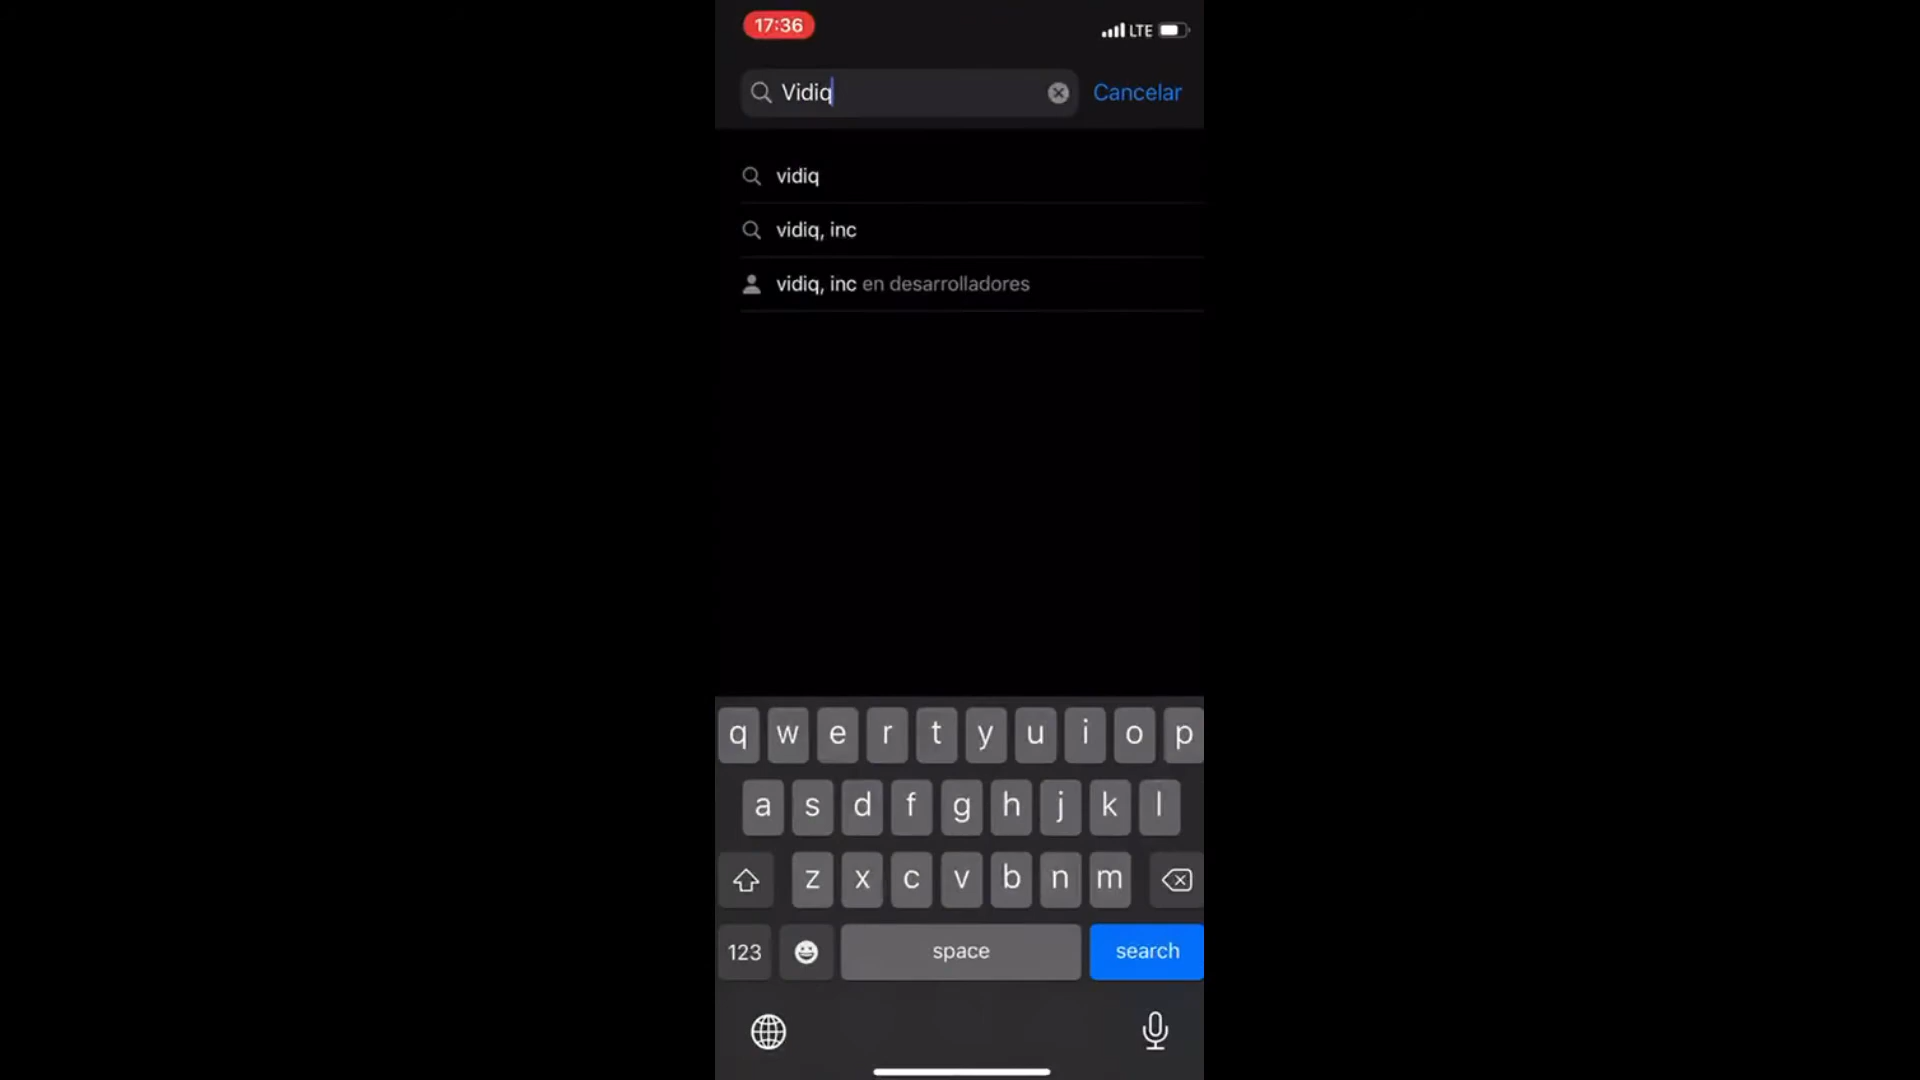 17:36 LTE
Vidiq Cancelar
vidiq
vidiq, inc
vidiq, inc en desarrolladores
q w e r t y u i o p
a s d f g h j k l
z x c v b n m
123 space search